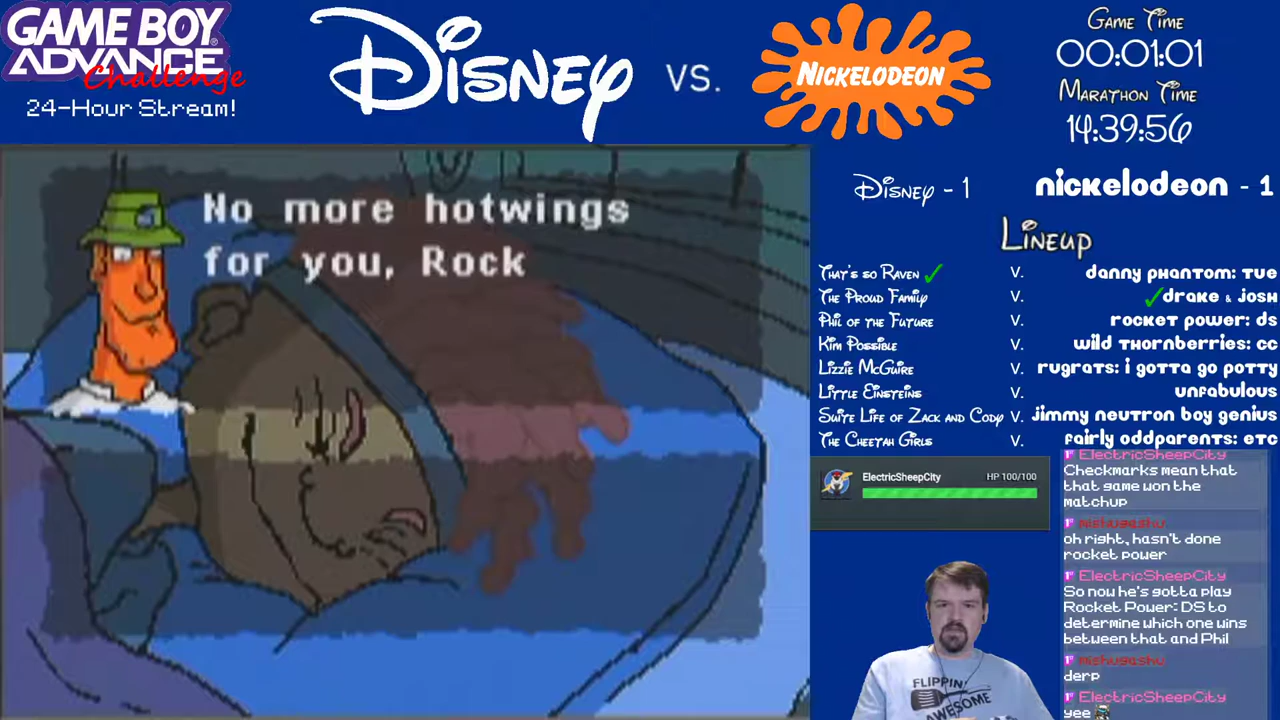 GAME BOY
ADVANCE
Challenge
24-Hour Stream!
Disney
vs.
NICKELODEON
Game Time
00:01:01
Marathon Time
14:39:56
No more hotwings
for you, Rock
Disney - 1
nickelodeon - 1
Lineup
That's so Raven ✓ v. danny phantom: tue
The Proud Family v. ✓ drake & josh
Phil of the Future v. rocket power: ds
Kim Possible v. wild thornberries: cc
Lizzie McGuire v. rugrats: i gotta go potty
Little Einsteins v. unfabulous
Suite Life of Zack and Cody v. jimmy neutron boy genius
The Cheetah Girls v. fairly oddparents: etc
ElectricSheepCity HP 100/100
ElectricSheepCity
Checkmarks mean that
that game won the
matchup
mishugashu
oh right, hasn't done
rocket power
ElectricSheepCity
So now he's gotta play
Rocket Power: DS to
determine which one wins
between that and Phil
mishugashu
derp
ElectricSheepCity
yee
FLIPPIN'
AWESOME